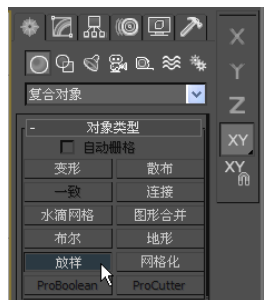 X
Y
复合对象
Z
- 对象类型
XY
自动栅格
变形 散布
XY
一致 连接
水滴网格 图形合并
布尔 地形
放样 网格化
ProBoolean ProCutter